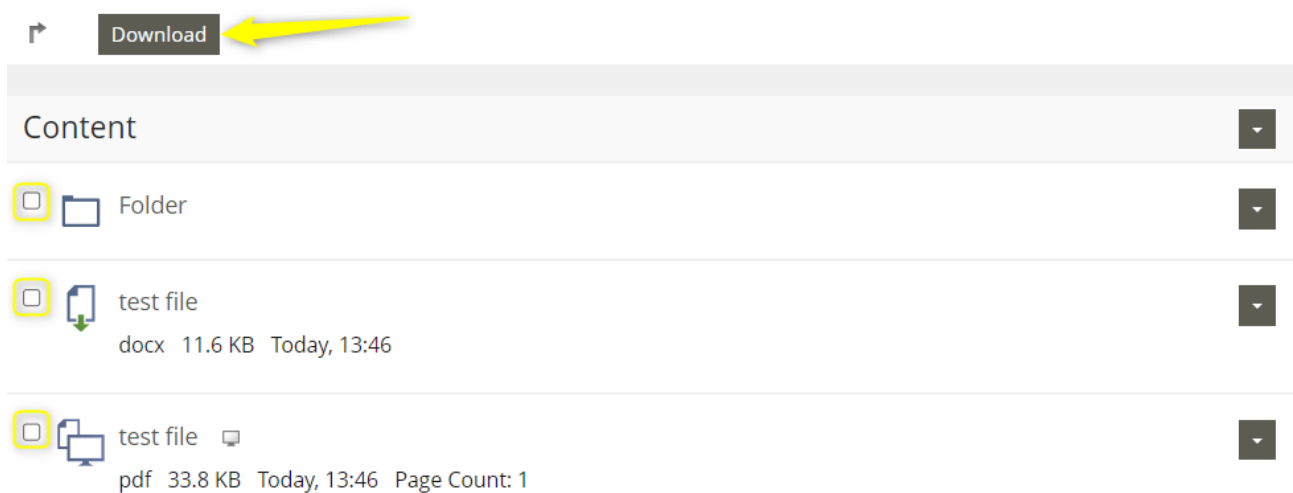 Download
Content
Folder
test file
docx 11.6 KB Today, 13:46
test file
pdf 33.8 KB Today, 13:46 Page Count: 1